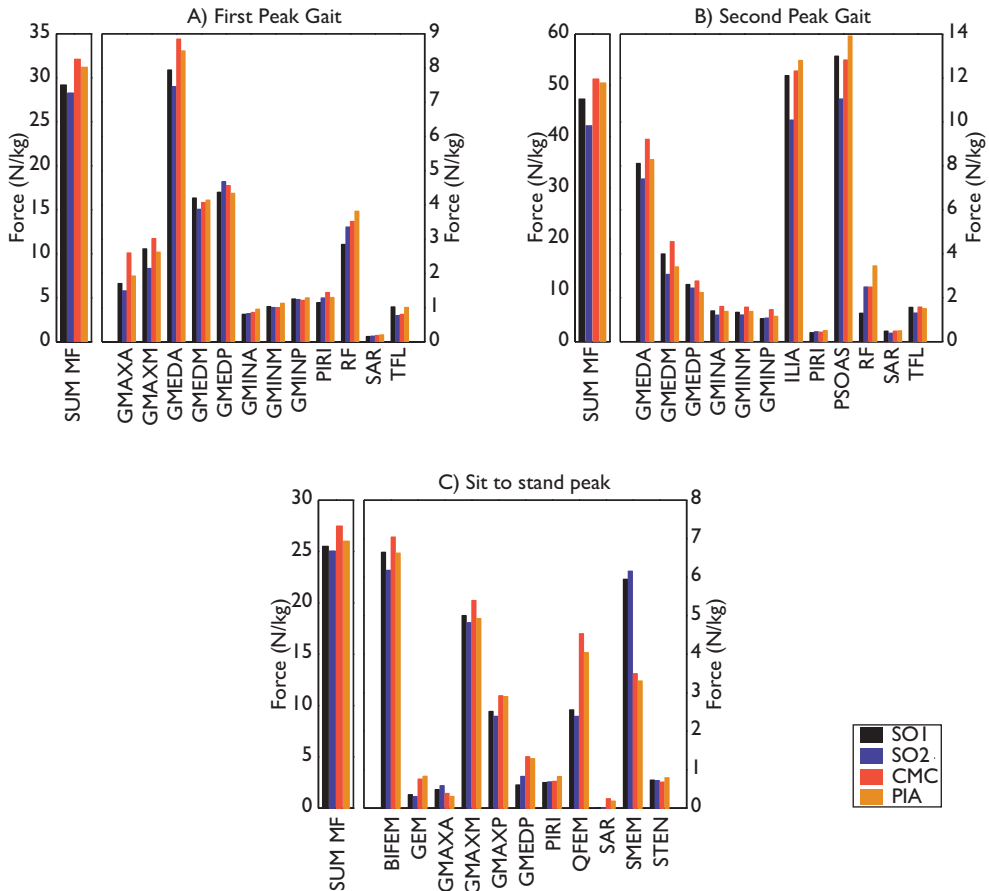 A) First Peak Gait
35
30
25
20
15
10
5
0
Force (N/kg)
9
8
7
6
5
4
3
2
1
0
Force (N/kg)
SUM MF
GMAXA
GMAXM
GMEDA
GMEDM
GMEDP
GMINA
GMINM
GMINP
PIRI
RF
SAR
TFL
B) Second Peak Gait
60
50
40
30
20
10
0
Force (N/kg)
14
12
10
8
6
4
2
0
Force (N/kg)
SUM MF
GMEDA
GMEDM
GMEDP
GMINA
GMINM
GMINP
ILIA
PIRI
PSOAS
RF
SAR
TFL
C) Sit to stand peak
30
25
20
15
10
5
0
Force (N/kg)
8
7
6
5
4
3
2
1
0
Force (N/kg)
SUM MF
BIFEM
GEM
GMAXA
GMAXM
GMAXP
GMEDP
PIRI
QFEM
SAR
SMEM
STEN
SO1
SO2
CMC
PIA